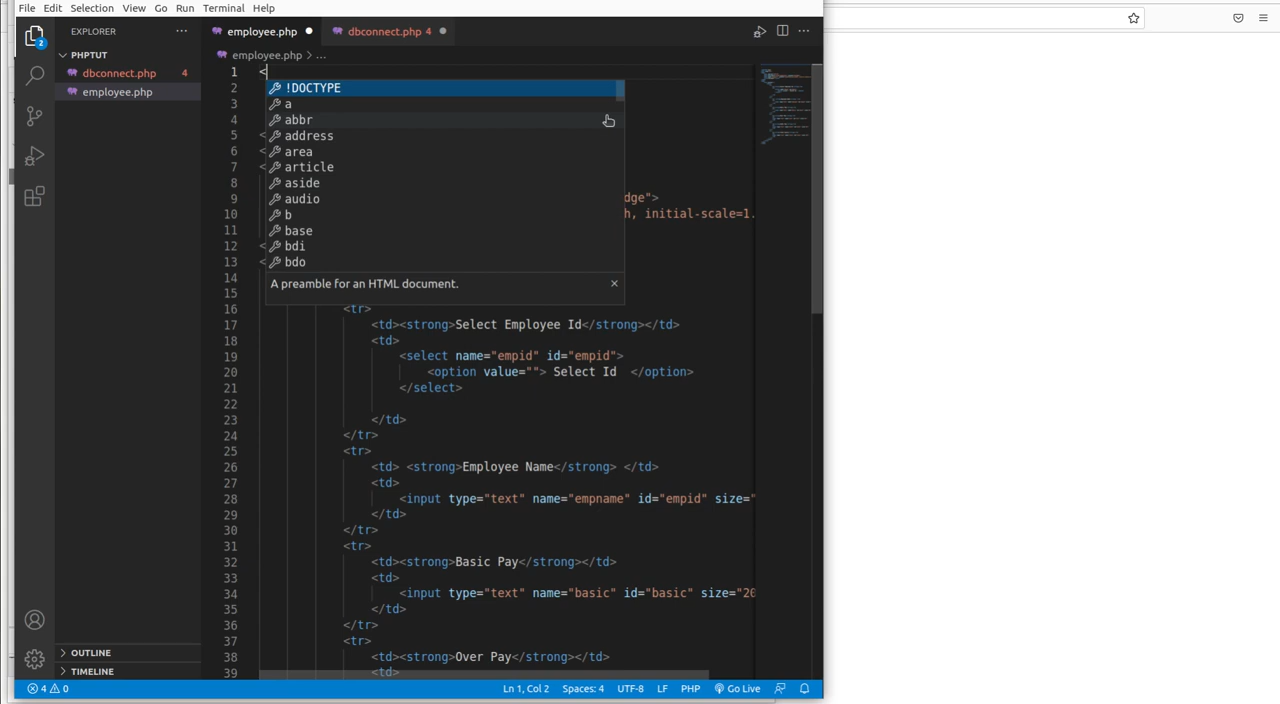 File Edit Selection View Go Run Terminal Help
EXPLORER
employee.php
dbconnect.php 4
PHPTUT
employee.php > ...
dbconnect.php 4
employee.php
2
1 <
2
3
4
5 <
6 <
7 <
8
9 dge">
10 h, initial-scale=1.
11
12 <
13 <
14
15
!DOCTYPE
a
abbr
address
area
article
aside
audio
b
base
bdi
bdo
A preamble for an HTML document.
16 <tr>
17 <td><strong>Select Employee Id</strong></td>
18 <td>
19 <select name="empid" id="empid">
20 <option value=""> Select Id </option>
21 </select>
22
23 </td>
24 </tr>
25 <tr>
26 <td> <strong>Employee Name</strong> </td>
27 <td>
28 <input type="text" name="empname" id="empid" size="
29 </td>
30 </tr>
31 <tr>
32 <td><strong>Basic Pay</strong></td>
33 <td>
34 <input type="text" name="basic" id="basic" size="20
35 </td>
36 </tr>
37 <tr>
38 <td><strong>Over Pay</strong></td>
39 <td>
OUTLINE
TIMELINE
4 0
Ln 1, Col 2 Spaces: 4 UTF-8 LF PHP Go Live